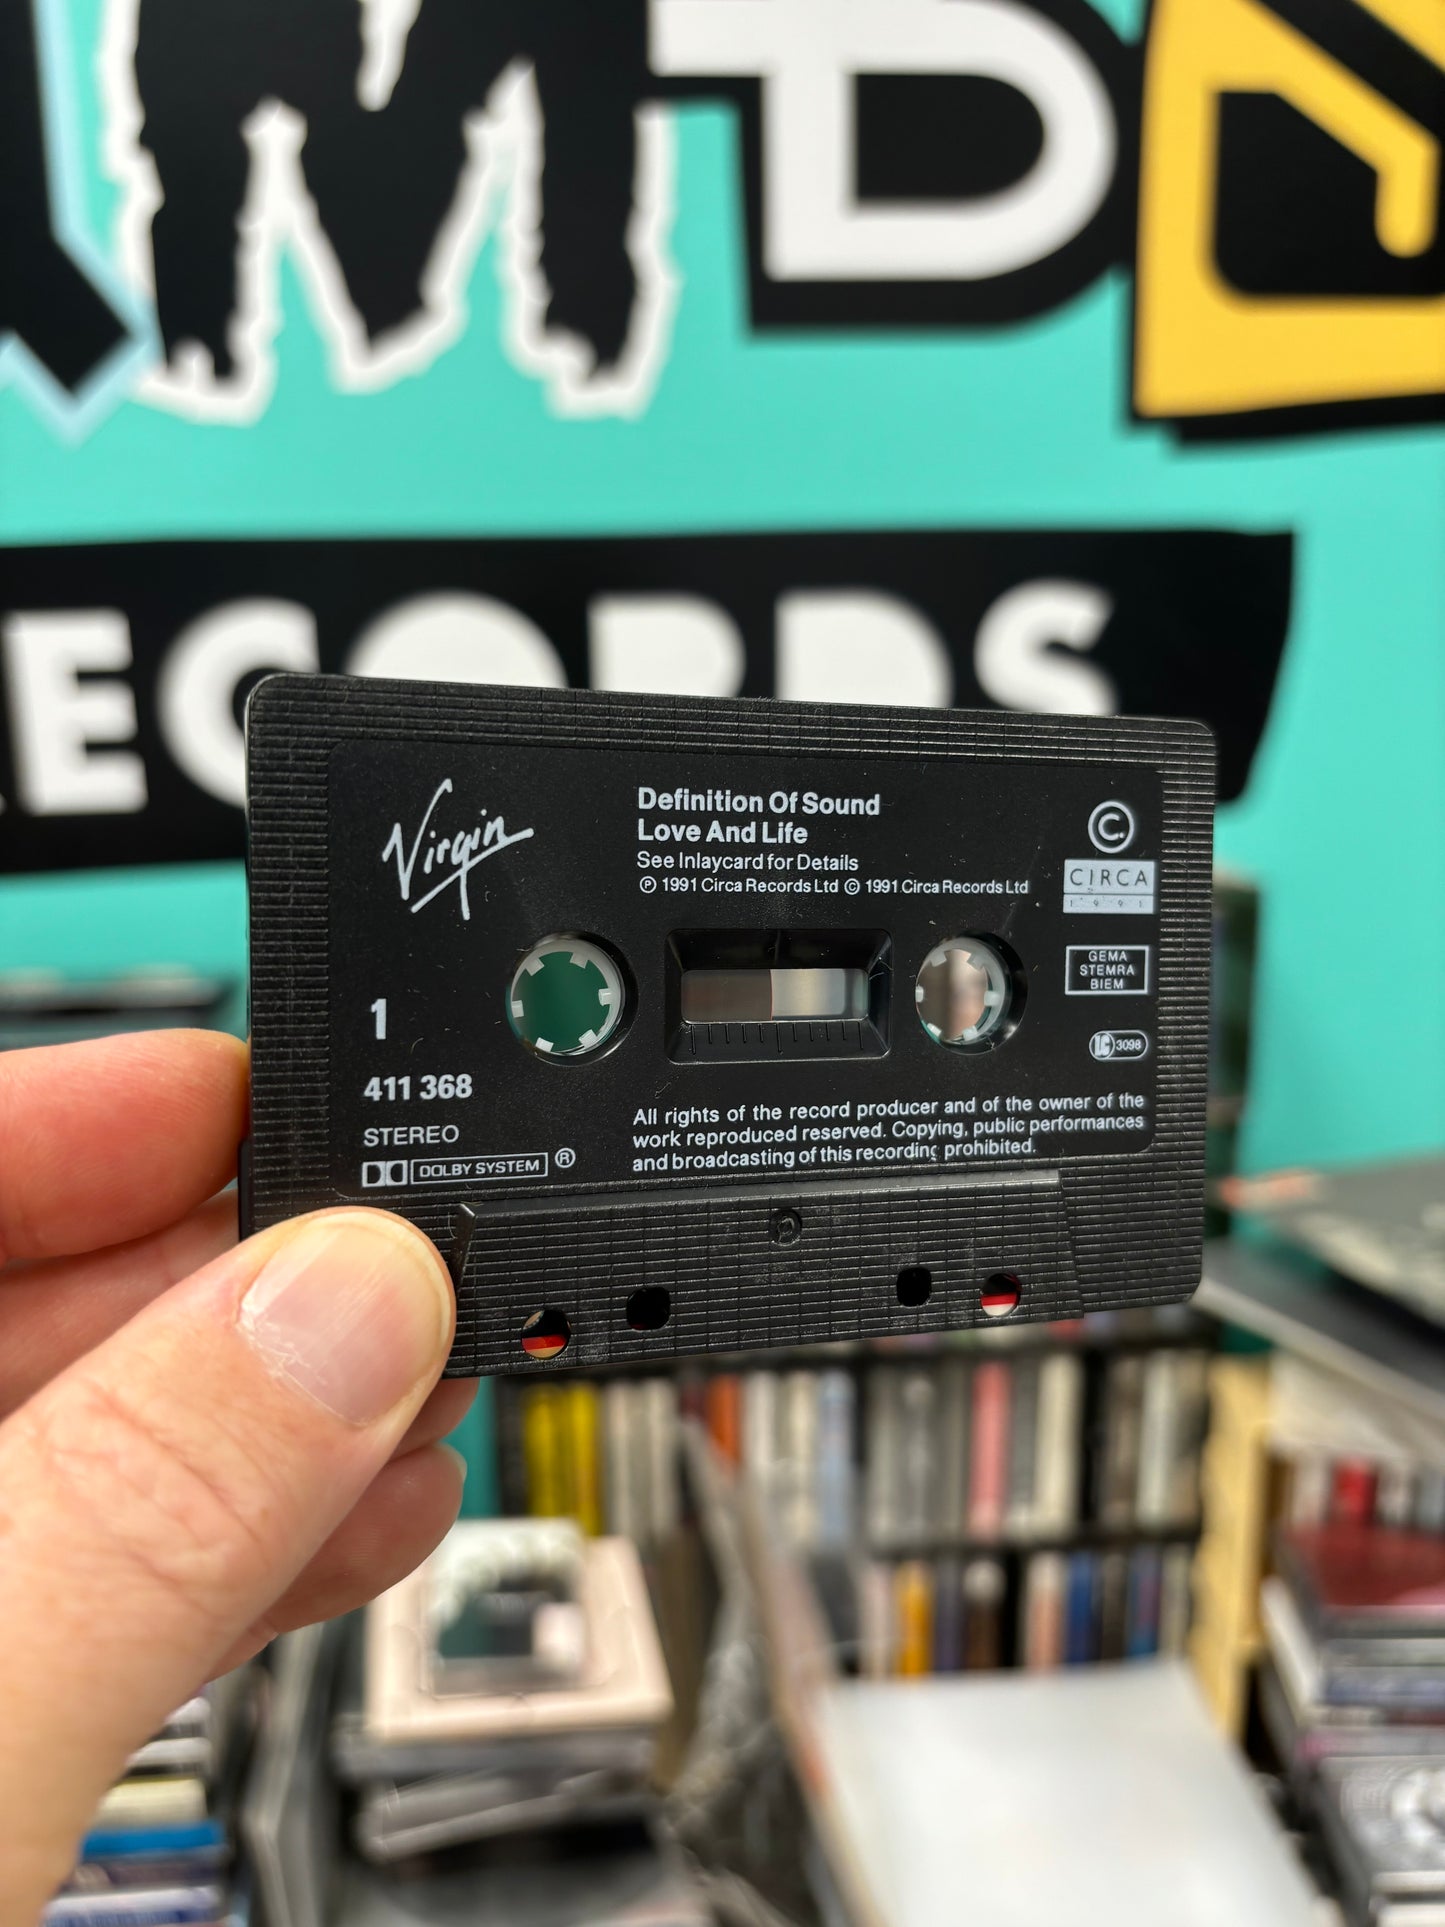 RECORDS
Virgin
Definition Of Sound
Love And Life
See Inlaycard for Details
℗ 1991 Circa Records Ltd © 1991 Circa Records Ltd
C.
CIRCA
1991
GEMA
STEMRA
BIEM
LC 3098
1
411 368
STEREO
DOLBY SYSTEM ®
All rights of the record producer and of the owner of the
work reproduced reserved. Copying, public performances
and broadcasting of this recording prohibited.